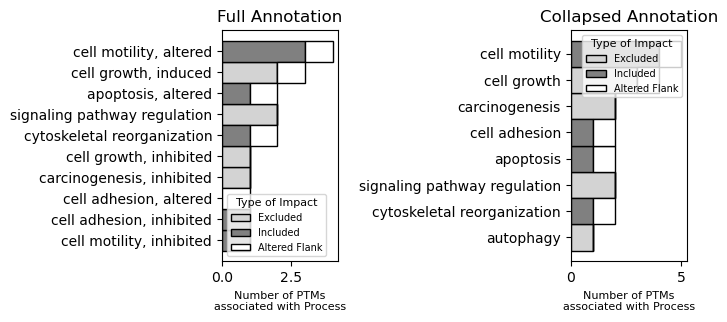 Full Annotation
cell motility, altered
cell growth, induced
apoptosis, altered
signaling pathway regulation
cytoskeletal reorganization
cell growth, inhibited
carcinogenesis, inhibited
cell adhesion, altered
cell adhesion, inhibited
cell motility, inhibited
Type of Impact
Excluded
Included
Altered Flank
0.0 2.5
Number of PTMs
associated with Process
Collapsed Annotation
cell motility
cell growth
carcinogenesis
cell adhesion
apoptosis
signaling pathway regulation
cytoskeletal reorganization
autophagy
Type of Impact
Excluded
Included
Altered Flank
0 5
Number of PTMs
associated with Process